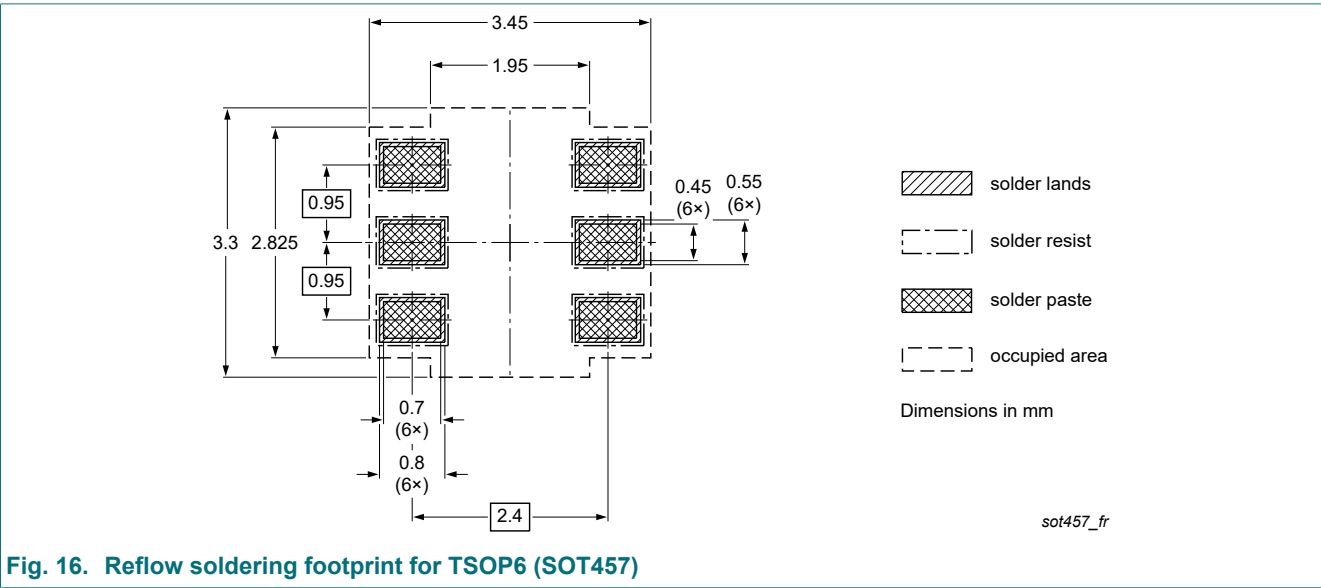 3.45
1.95
0.95
0.95
3.3
2.825
0.45
(6×)
0.55
(6×)
0.7
(6×)
0.8
(6×)
2.4
solder lands
solder resist
solder paste
occupied area
Dimensions in mm
sot457_fr
Fig. 16. Reflow soldering footprint for TSOP6 (SOT457)